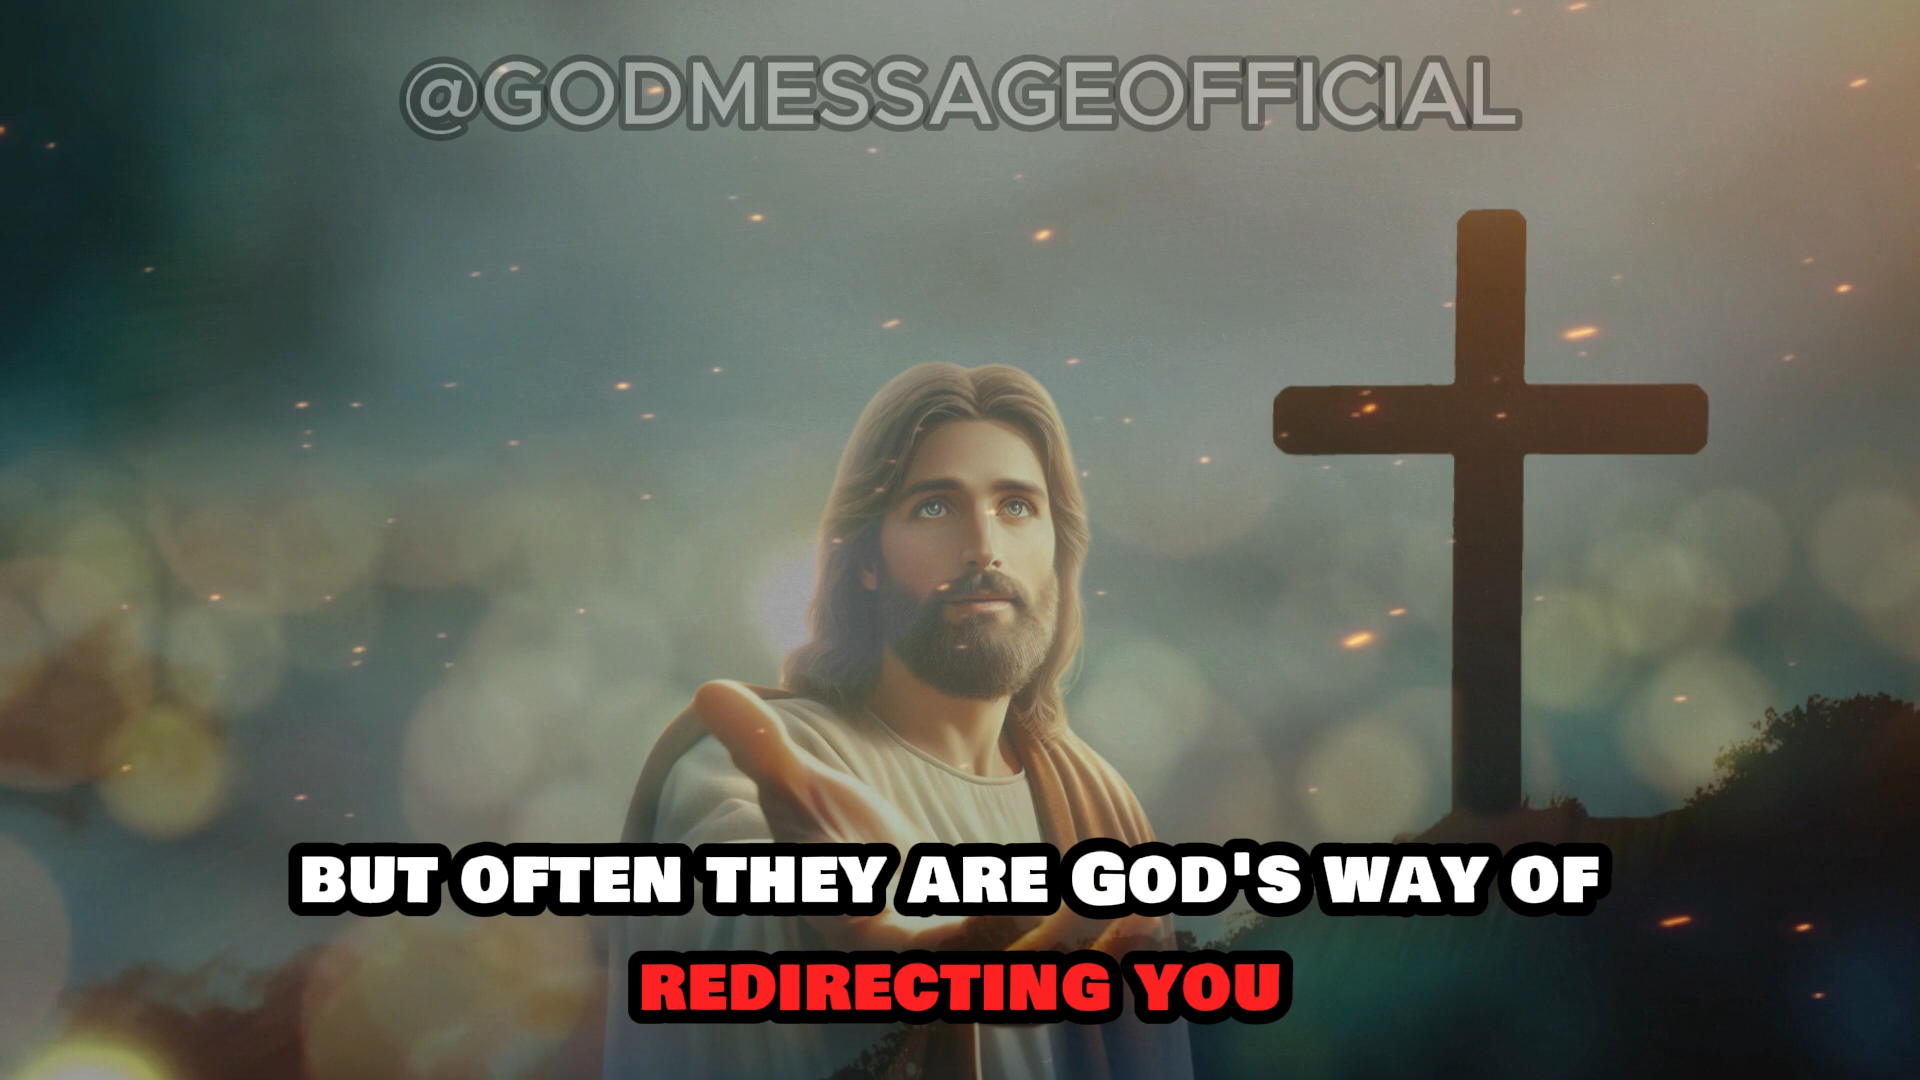 @GODMESSAGEOFFICIAL
BUT OFTEN THEY ARE GOD'S WAY OF
REDIRECTING YOU